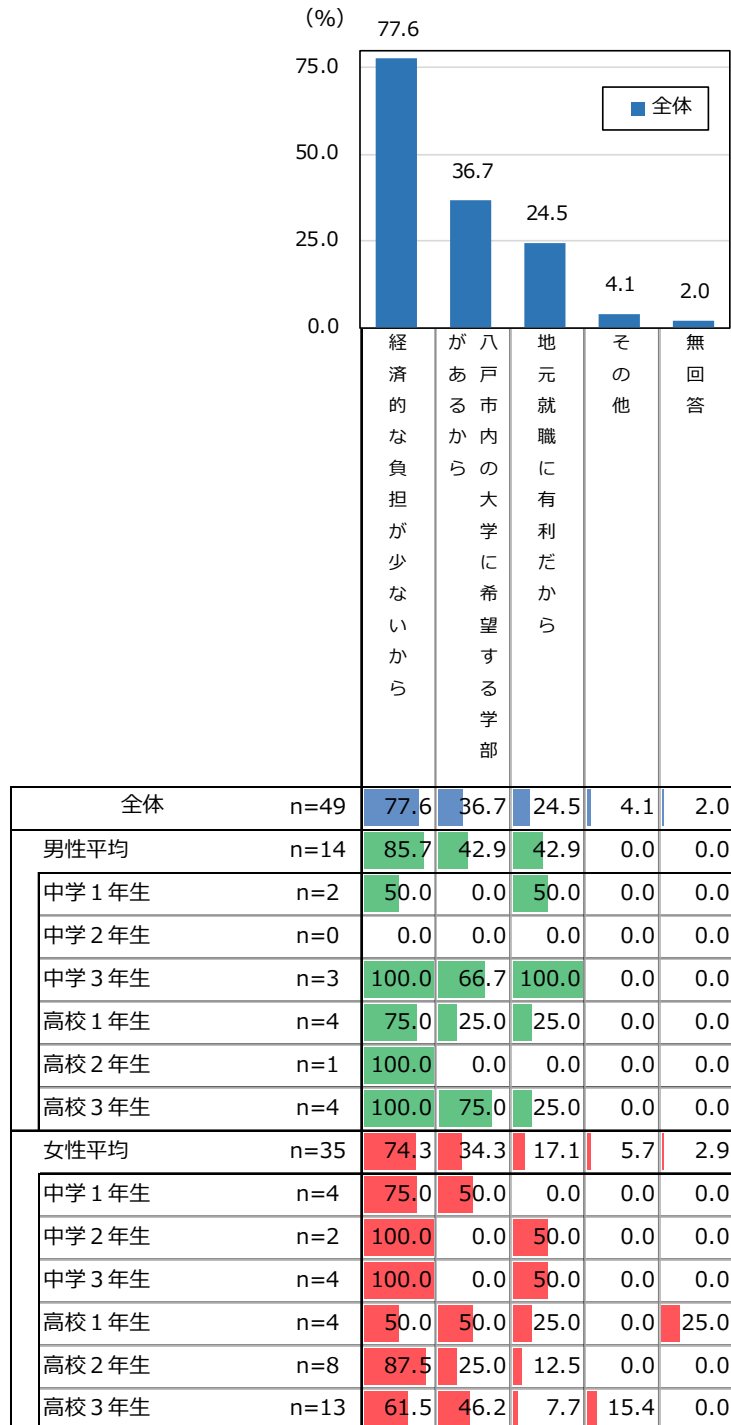 （%）
77.6
75.0
全体
50.0
36.7
24.5
25.0
4.1
2.0
0.0
経済的な負担が少ないから
八戸市内の大学に希望する学部
があるから
地元就職に有利だから
その他
無回答
全体 n=49 77.6 36.7 24.5 4.1 2.0
男性平均 n=14 85.7 42.9 42.9 0.0 0.0
中学１年生 n=2 50.0 0.0 50.0 0.0 0.0
中学２年生 n=0 0.0 0.0 0.0 0.0 0.0
中学３年生 n=3 100.0 66.7 100.0 0.0 0.0
高校１年生 n=4 75.0 25.0 25.0 0.0 0.0
高校２年生 n=1 100.0 0.0 0.0 0.0 0.0
高校３年生 n=4 100.0 75.0 25.0 0.0 0.0
女性平均 n=35 74.3 34.3 17.1 5.7 2.9
中学１年生 n=4 75.0 50.0 0.0 0.0 0.0
中学２年生 n=2 100.0 0.0 50.0 0.0 0.0
中学３年生 n=4 100.0 0.0 50.0 0.0 0.0
高校１年生 n=4 50.0 50.0 25.0 0.0 25.0
高校２年生 n=8 87.5 25.0 12.5 0.0 0.0
高校３年生 n=13 61.5 46.2 7.7 15.4 0.0